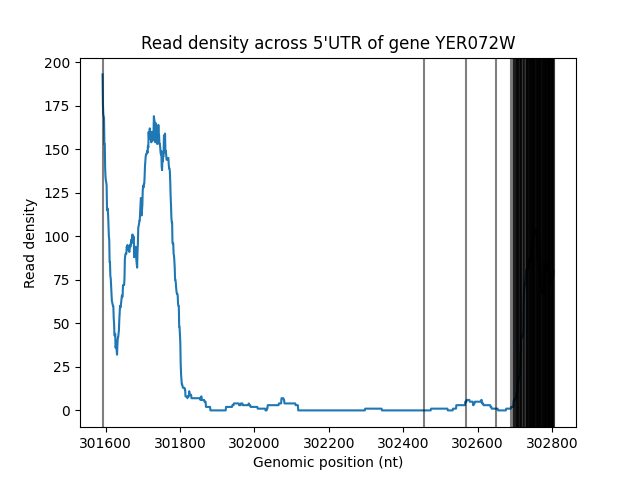 Read density across 5'UTR of gene YER072W
200
175
150
125
100
75
50
25
0
Read density
301600 301800 302000 302200 302400 302600 302800
Genomic position (nt)